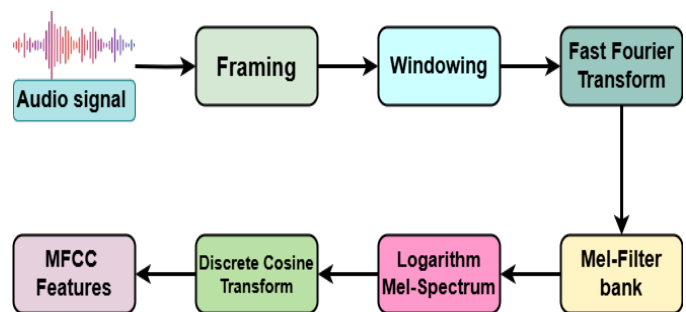 Audio signal
Framing
Windowing
Fast Fourier
Transform
Mel-Filter
bank
Logarithm
Mel-Spectrum
Discrete Cosine
Transform
MFCC
Features